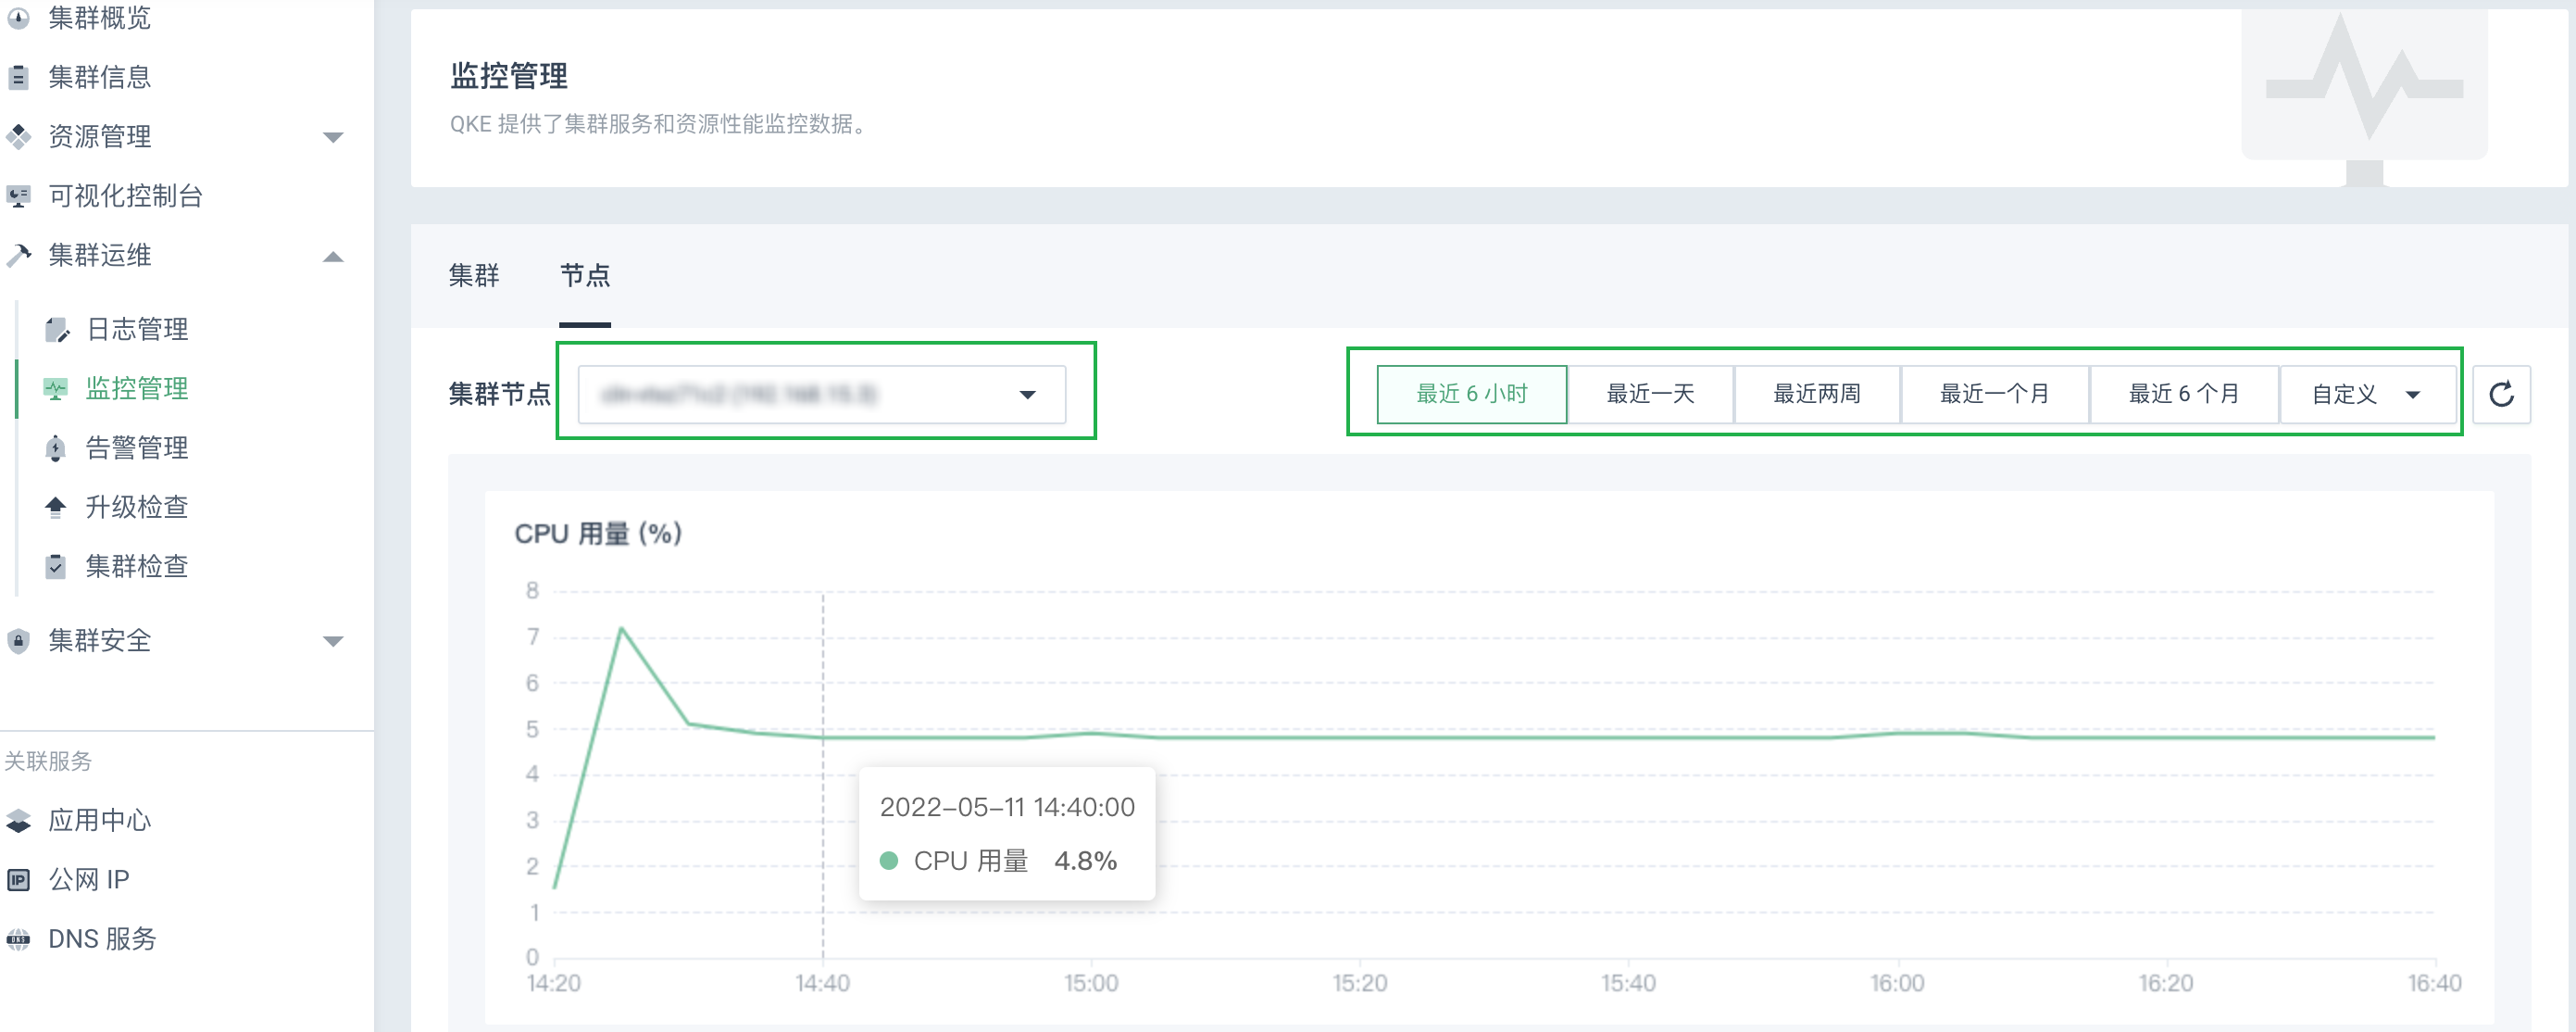 集群概览
集群信息
资源管理
可视化控制台
集群运维
日志管理
监控管理
告警管理
升级检查
集群检查
集群安全
关联服务
应用中心
IP
公网 IP
DNS
DNS 服务
监控管理
QKE 提供了集群服务和资源性能监控数据。
集群 节点
集群节点
最近 6 小时 最近一天 最近两周 最近一个月 最近 6 个月 自定义
CPU 用量 (%)
8
7
6
5
4
3
2
1
0
2022-05-11 14:40:00
CPU 用量 4.8%
14:20 14:40 15:00 15:20 15:40 16:00 16:20 16:40